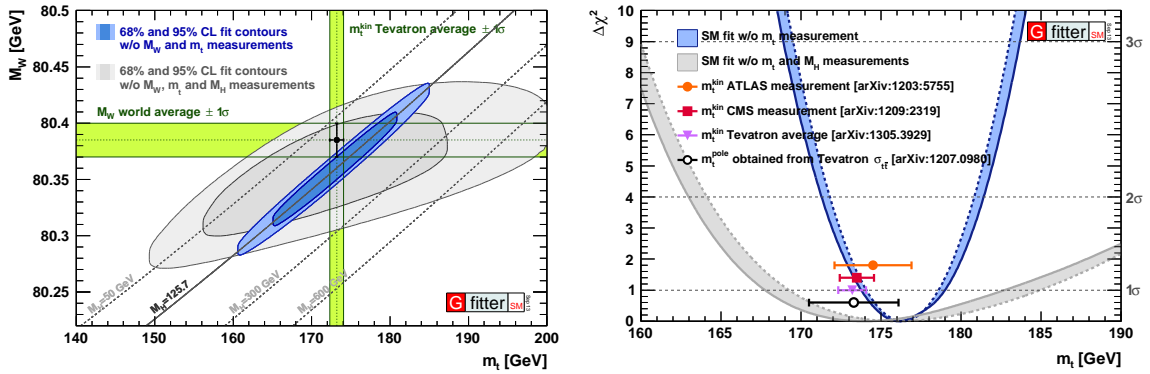 M_W [GeV]
80.5
80.45
80.4
80.35
80.3
80.25
68% and 95% CL fit contours
w/o M_W and m_t measurements
68% and 95% CL fit contours
w/o M_W, m_t and M_H measurements
m_t^kin Tevatron average ± 1σ
M_W world average ± 1σ
M_H=50 GeV
M_H=125.7
M_H=300 GeV
M_H=600 GeV
G fitter SM
Sep 13
140 150 160 170 180 190 200
m_t [GeV]
Δχ²
10
9
8
7
6
5
4
3
2
1
0
SM fit w/o m_t measurement
SM fit w/o m_t and M_H measurements
m_t^kin ATLAS measurement [arXiv:1203:5755]
m_t^kin CMS measurement [arXiv:1209:2319]
m_t^kin Tevatron average [arXiv:1305.3929]
m_t^pole obtained from Tevatron σ_tt̄ [arXiv:1207.0980]
G fitter SM
Sep 13
3σ
2σ
1σ
160 165 170 175 180 185 190
m_t [GeV]